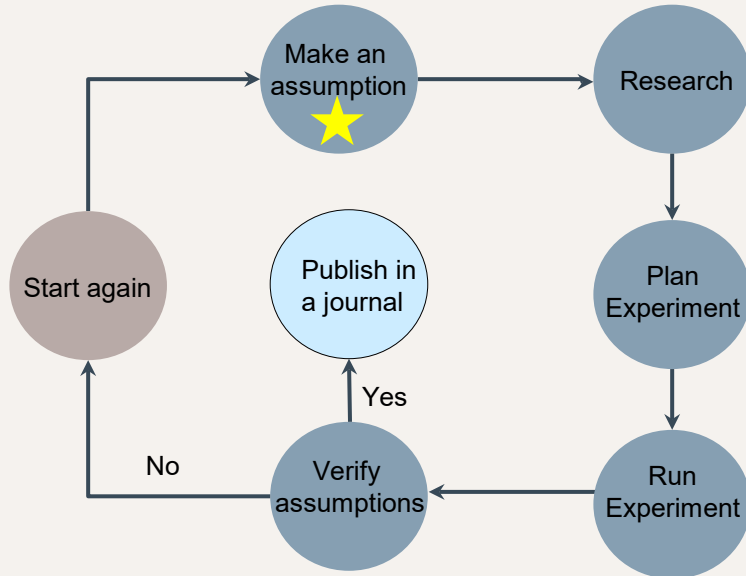 Make an
assumption
Research
Start again
Publish in
a journal
Plan
Experiment
Yes
No
Verify
assumptions
Run
Experiment